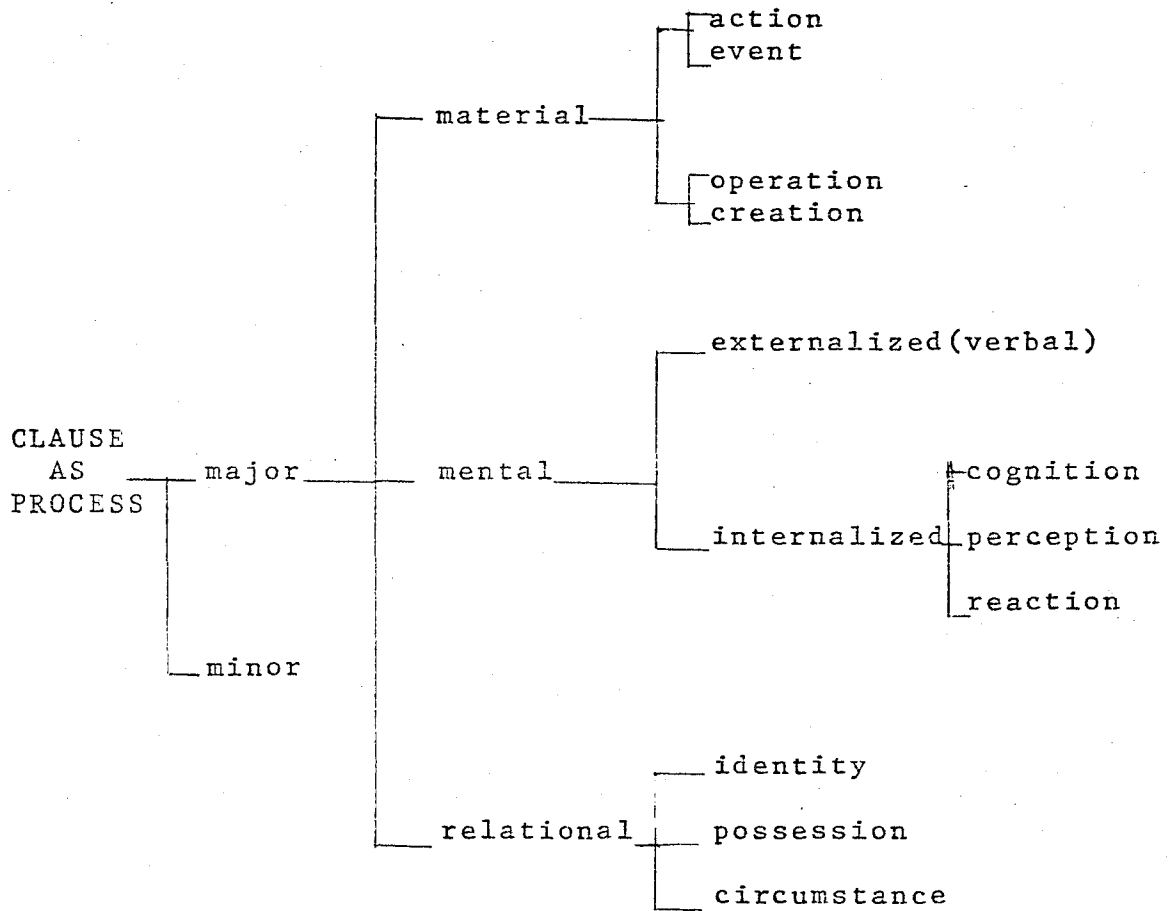 action
event
material
operation
creation
externalized(verbal)
CLAUSE
AS
PROCESS
major
mental
cognition
internalized
perception
reaction
minor
identity
relational
possession
circumstance